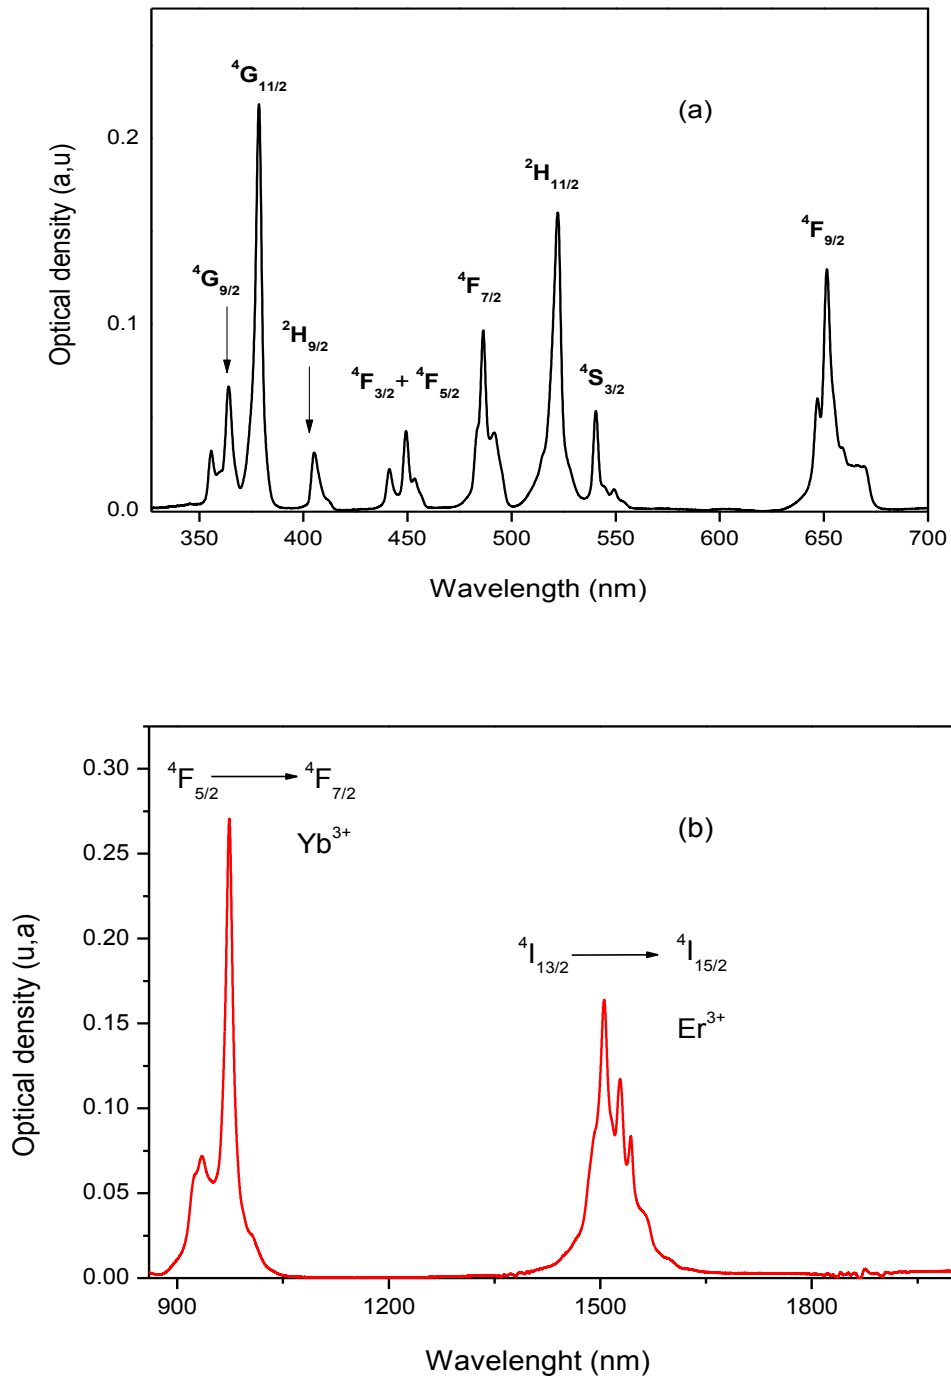 ⁴G₁₁/₂
(a)
0.2
²H₁₁/₂
⁴F₉/₂
⁴G₉/₂
⁴F₇/₂
Optical density (a,u)
0.1
²H₉/₂
⁴F₃/₂+ ⁴F₅/₂
⁴S₃/₂
0.0
350 400 450 500 550 600 650 700
Wavelength (nm)
0.30
⁴F₅/₂ ⁴F₇/₂
Yb³⁺
(b)
0.25
Optical density (u,a)
0.20
⁴I₁₃/₂ ⁴I₁₅/₂
Er³⁺
0.15
0.10
0.05
0.00
900 1200 1500 1800
Wavelenght (nm)